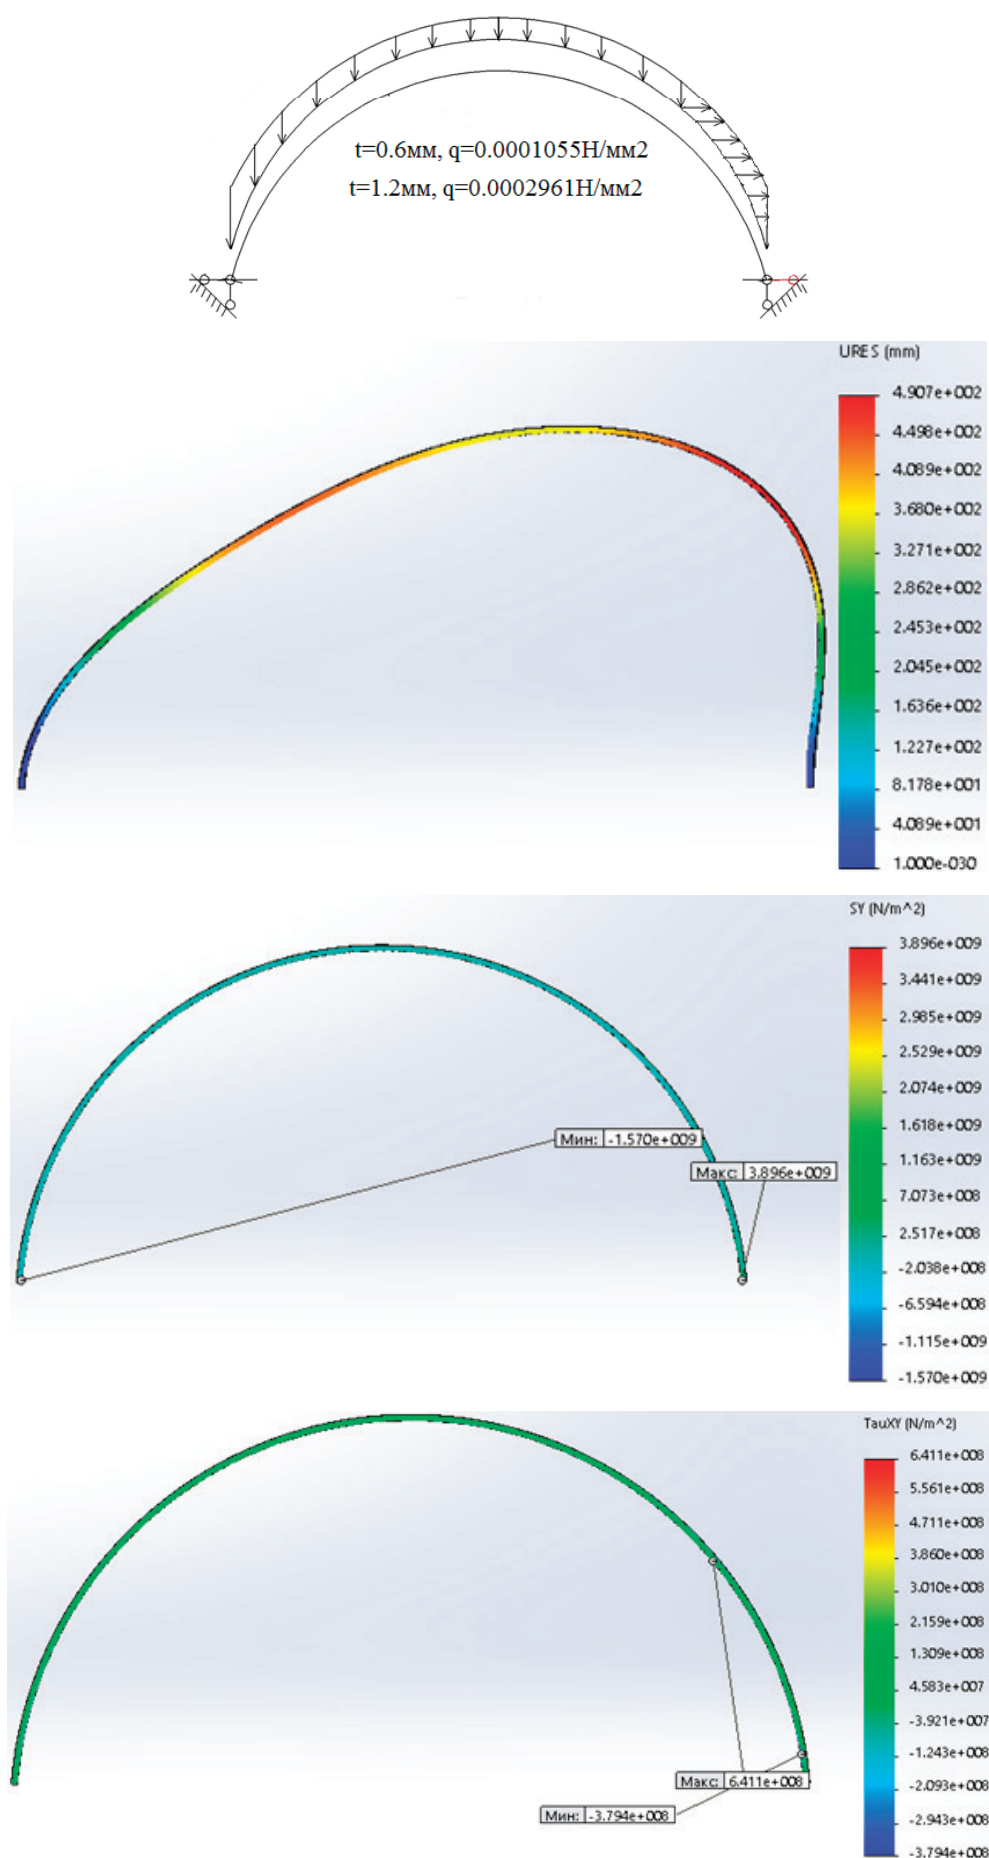 t=0.6мм, q=0.0001055Н/мм2
t=1.2мм, q=0.0002961Н/мм2
URES (mm)
4.907e+002
4.498e+002
4.089e+002
3.680e+002
3.271e+002
2.862e+002
2.453e+002
2.045e+002
1.636e+002
1.227e+002
8.178e+001
4.089e+001
1.000e-030
SY (N/m^2)
3.896e+009
3.441e+009
2.985e+009
2.529e+009
2.074e+009
1.618e+009
1.163e+009
7.073e+008
2.517e+008
-2.038e+008
-6.594e+008
-1.115e+009
-1.570e+009
Мин: -1.570e+009
Макс: 3.896e+009
TauXY (N/m^2)
6.411e+008
5.561e+008
4.711e+008
3.860e+008
3.010e+008
2.159e+008
1.309e+008
4.583e+007
-3.921e+007
-1.243e+008
-2.093e+008
-2.943e+008
-3.794e+008
Макс: 6.411e+008
Мин: -3.794e+008